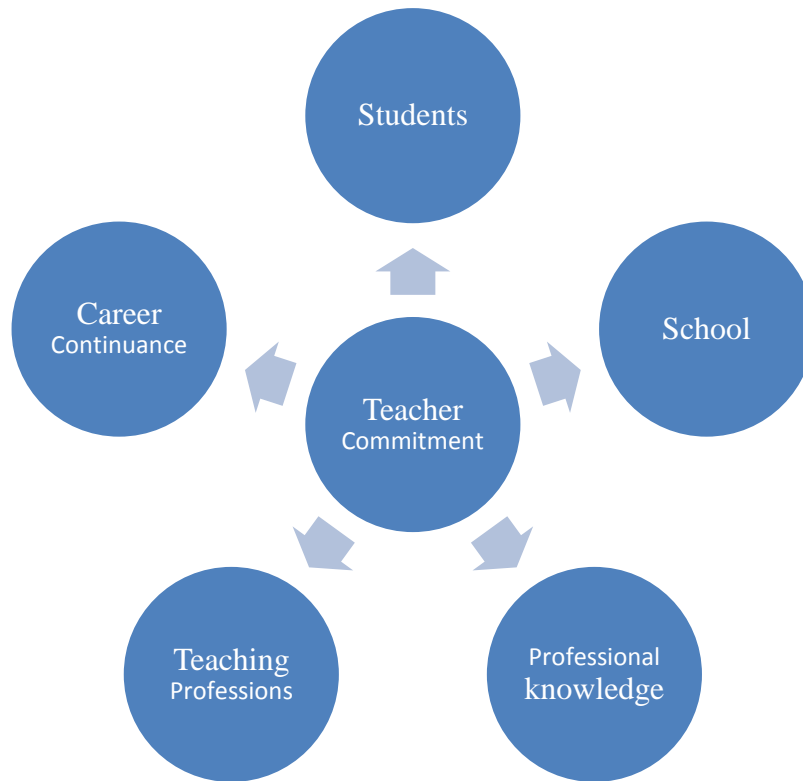 Students
Career
Continuance
School
Teacher
Commitment
Teaching
Professions
Professional
knowledge